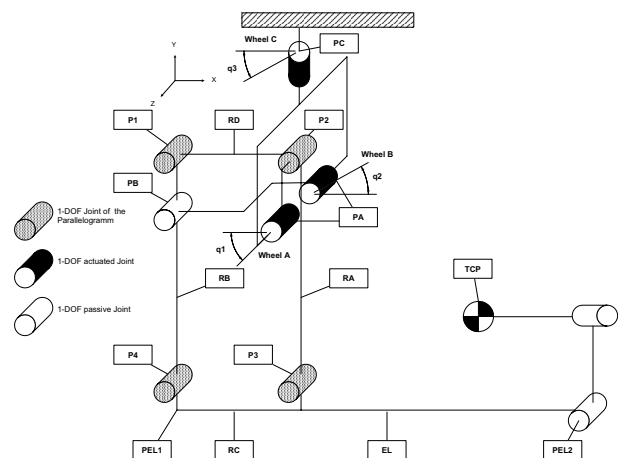 Wheel C
PC
Y
q3
X
Z
P1
RD
P2
Wheel B
PB
q2
1-DOF Joint of the
Parallelogramm
PA
q1
Wheel A
1-DOF actuated Joint
TCP
RB
RA
1-DOF passive Joint
P4
P3
PEL1
RC
EL
PEL2